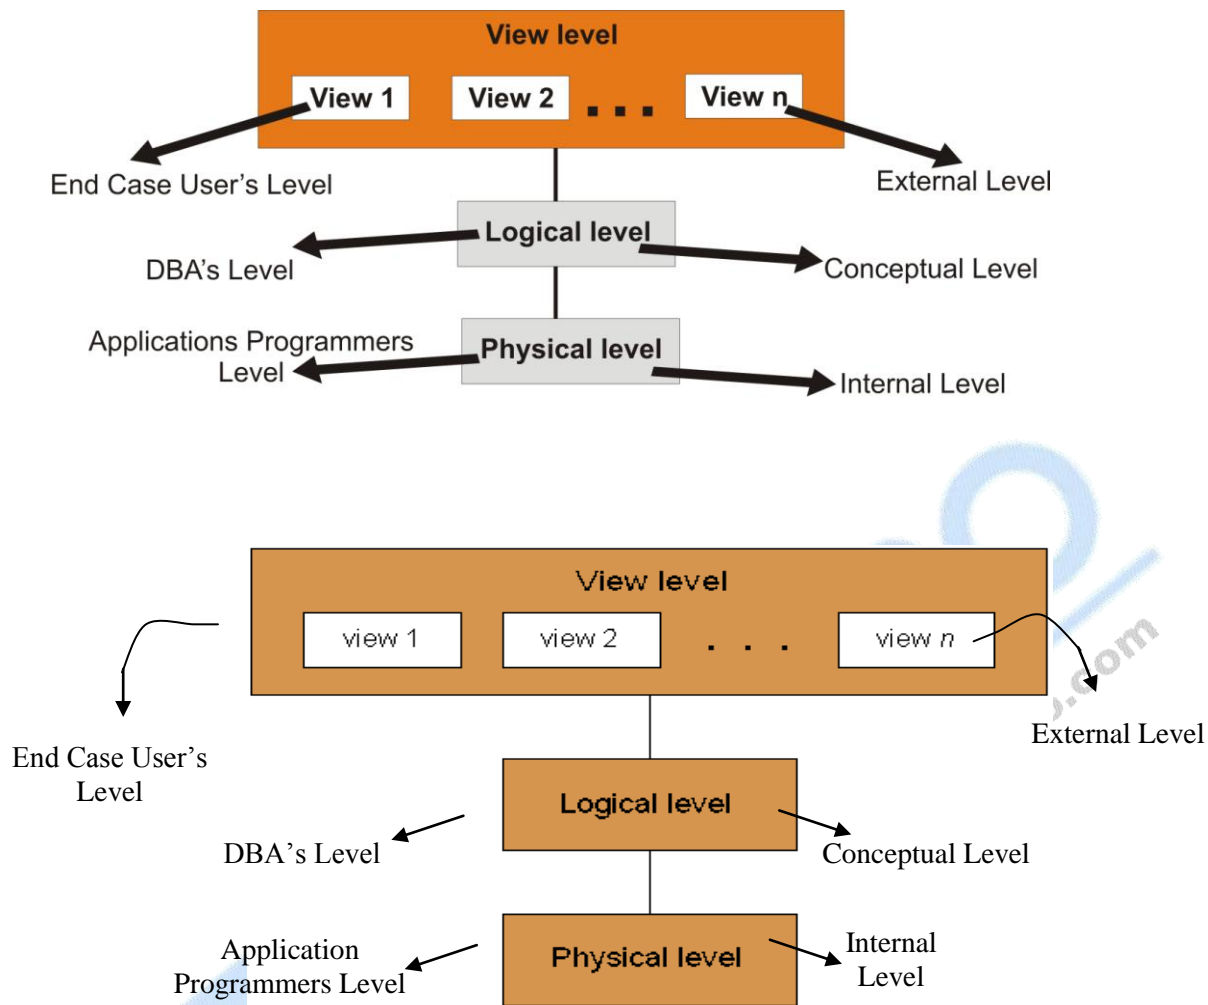 View level
View 1 View 2 ... View n
End Case User's Level
External Level
Logical level
DBA's Level
Conceptual Level
Applications Programmers
Level
Physical level
Internal Level
View level
view 1 view 2 . . . view n
End Case User's
Level
External Level
Logical level
DBA's Level
Conceptual Level
Application
Programmers Level
Physical level
Internal
Level
.com